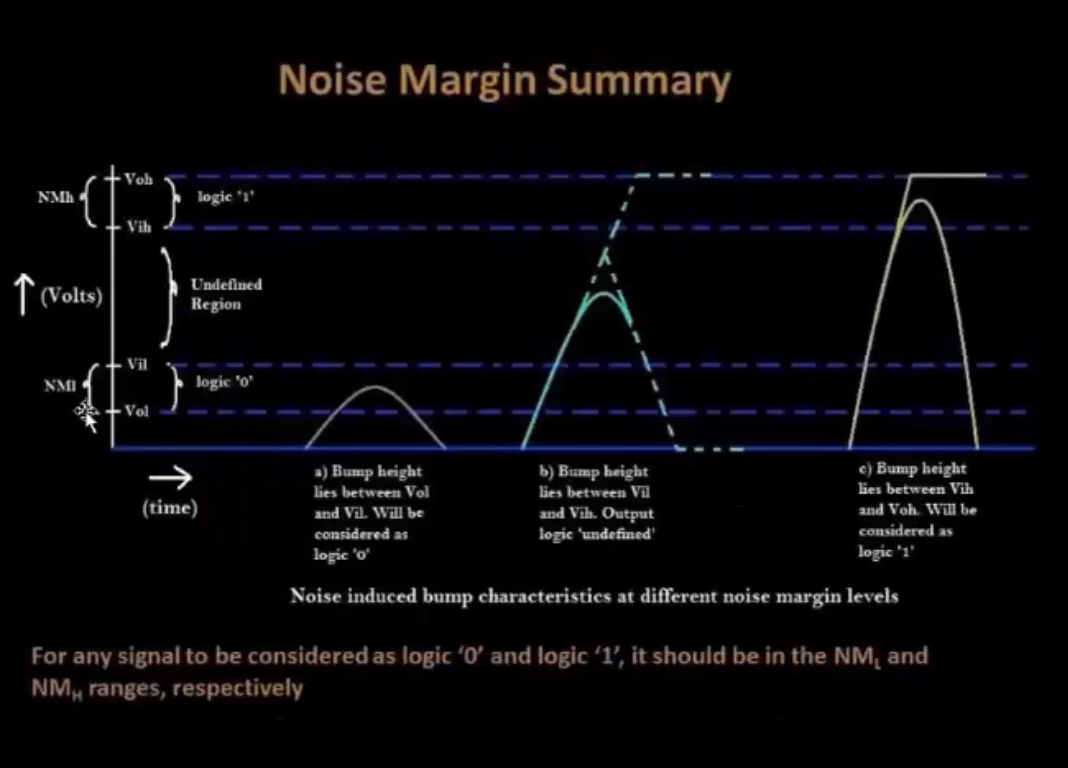 Noise Margin Summary
Voh
NMh
logic '1'
Vih
Undefined
Region
(Volts)
Vil
NMl
logic '0'
Vol
(time)
a) Bump height
lies between Vol
and Vil. Will be
considered as
logic '0'
b) Bump height
lies between Vil
and Vih. Output
logic 'undefined'
c) Bump height
lies between Vih
and Voh. Will be
considered as
logic '1'
Noise induced bump characteristics at different noise margin levels
For any signal to be considered as logic ‘0’ and logic ‘1’, it should be in the NML and
NMH ranges, respectively